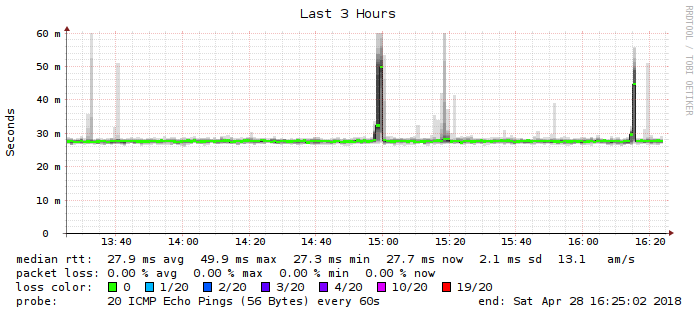 Last 3 Hours
RRDTOOL / TOBI OETIKER
Seconds
60 m
50 m
40 m
30 m
20 m
10 m
0
13:40 14:00 14:20 14:40 15:00 15:20 15:40 16:00 16:20
median rtt: 27.9 ms avg 49.9 ms max 27.3 ms min 27.7 ms now 2.1 ms sd 13.1 am/s
packet loss: 0.00 % avg 0.00 % max 0.00 % min 0.00 % now
loss color: 0 1/20 2/20 3/20 4/20 10/20 19/20
probe: 20 ICMP Echo Pings (56 Bytes) every 60s end: Sat Apr 28 16:25:02 2018